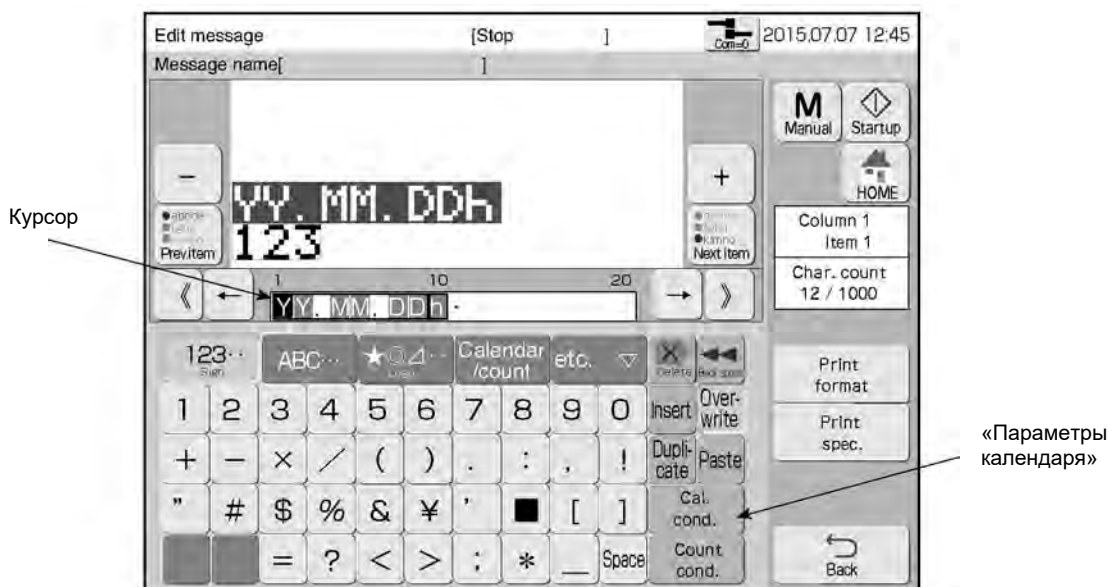 Edit message [Stop ] Com=0 2015.07.07 12:45
Message name[ ]
M
Manual
Startup
HOME
−
+
YY. MM. DDh
123
Курсор
Prev.item
Next item
Column 1
Item 1
Char. count
12 / 1000
1 10 20
《 ← YY. MM. DDh · → 》
123·· ABC··· ★◎⊿·· Calendar /count etc. ▽ X Delete ◀◀
Sign
1 2 3 4 5 6 7 8 9 0 Insert Over-write
+ − × ／ ( ) . : , ! Dupli-cate Paste
" # $ % & ¥ ' ■ [ ] Cal. cond.
= ? < > ; * _ Space Count cond.
Print format
Print spec.
Back
«Параметры
календаря»